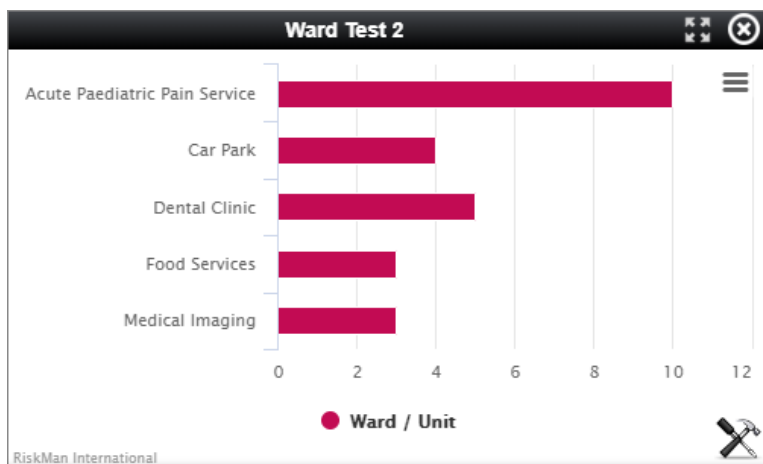 Ward Test 2
Acute Paediatric Pain Service
Car Park
Dental Clinic
Food Services
Medical Imaging
0 2 4 6 8 10 12
Ward / Unit
RiskMan International